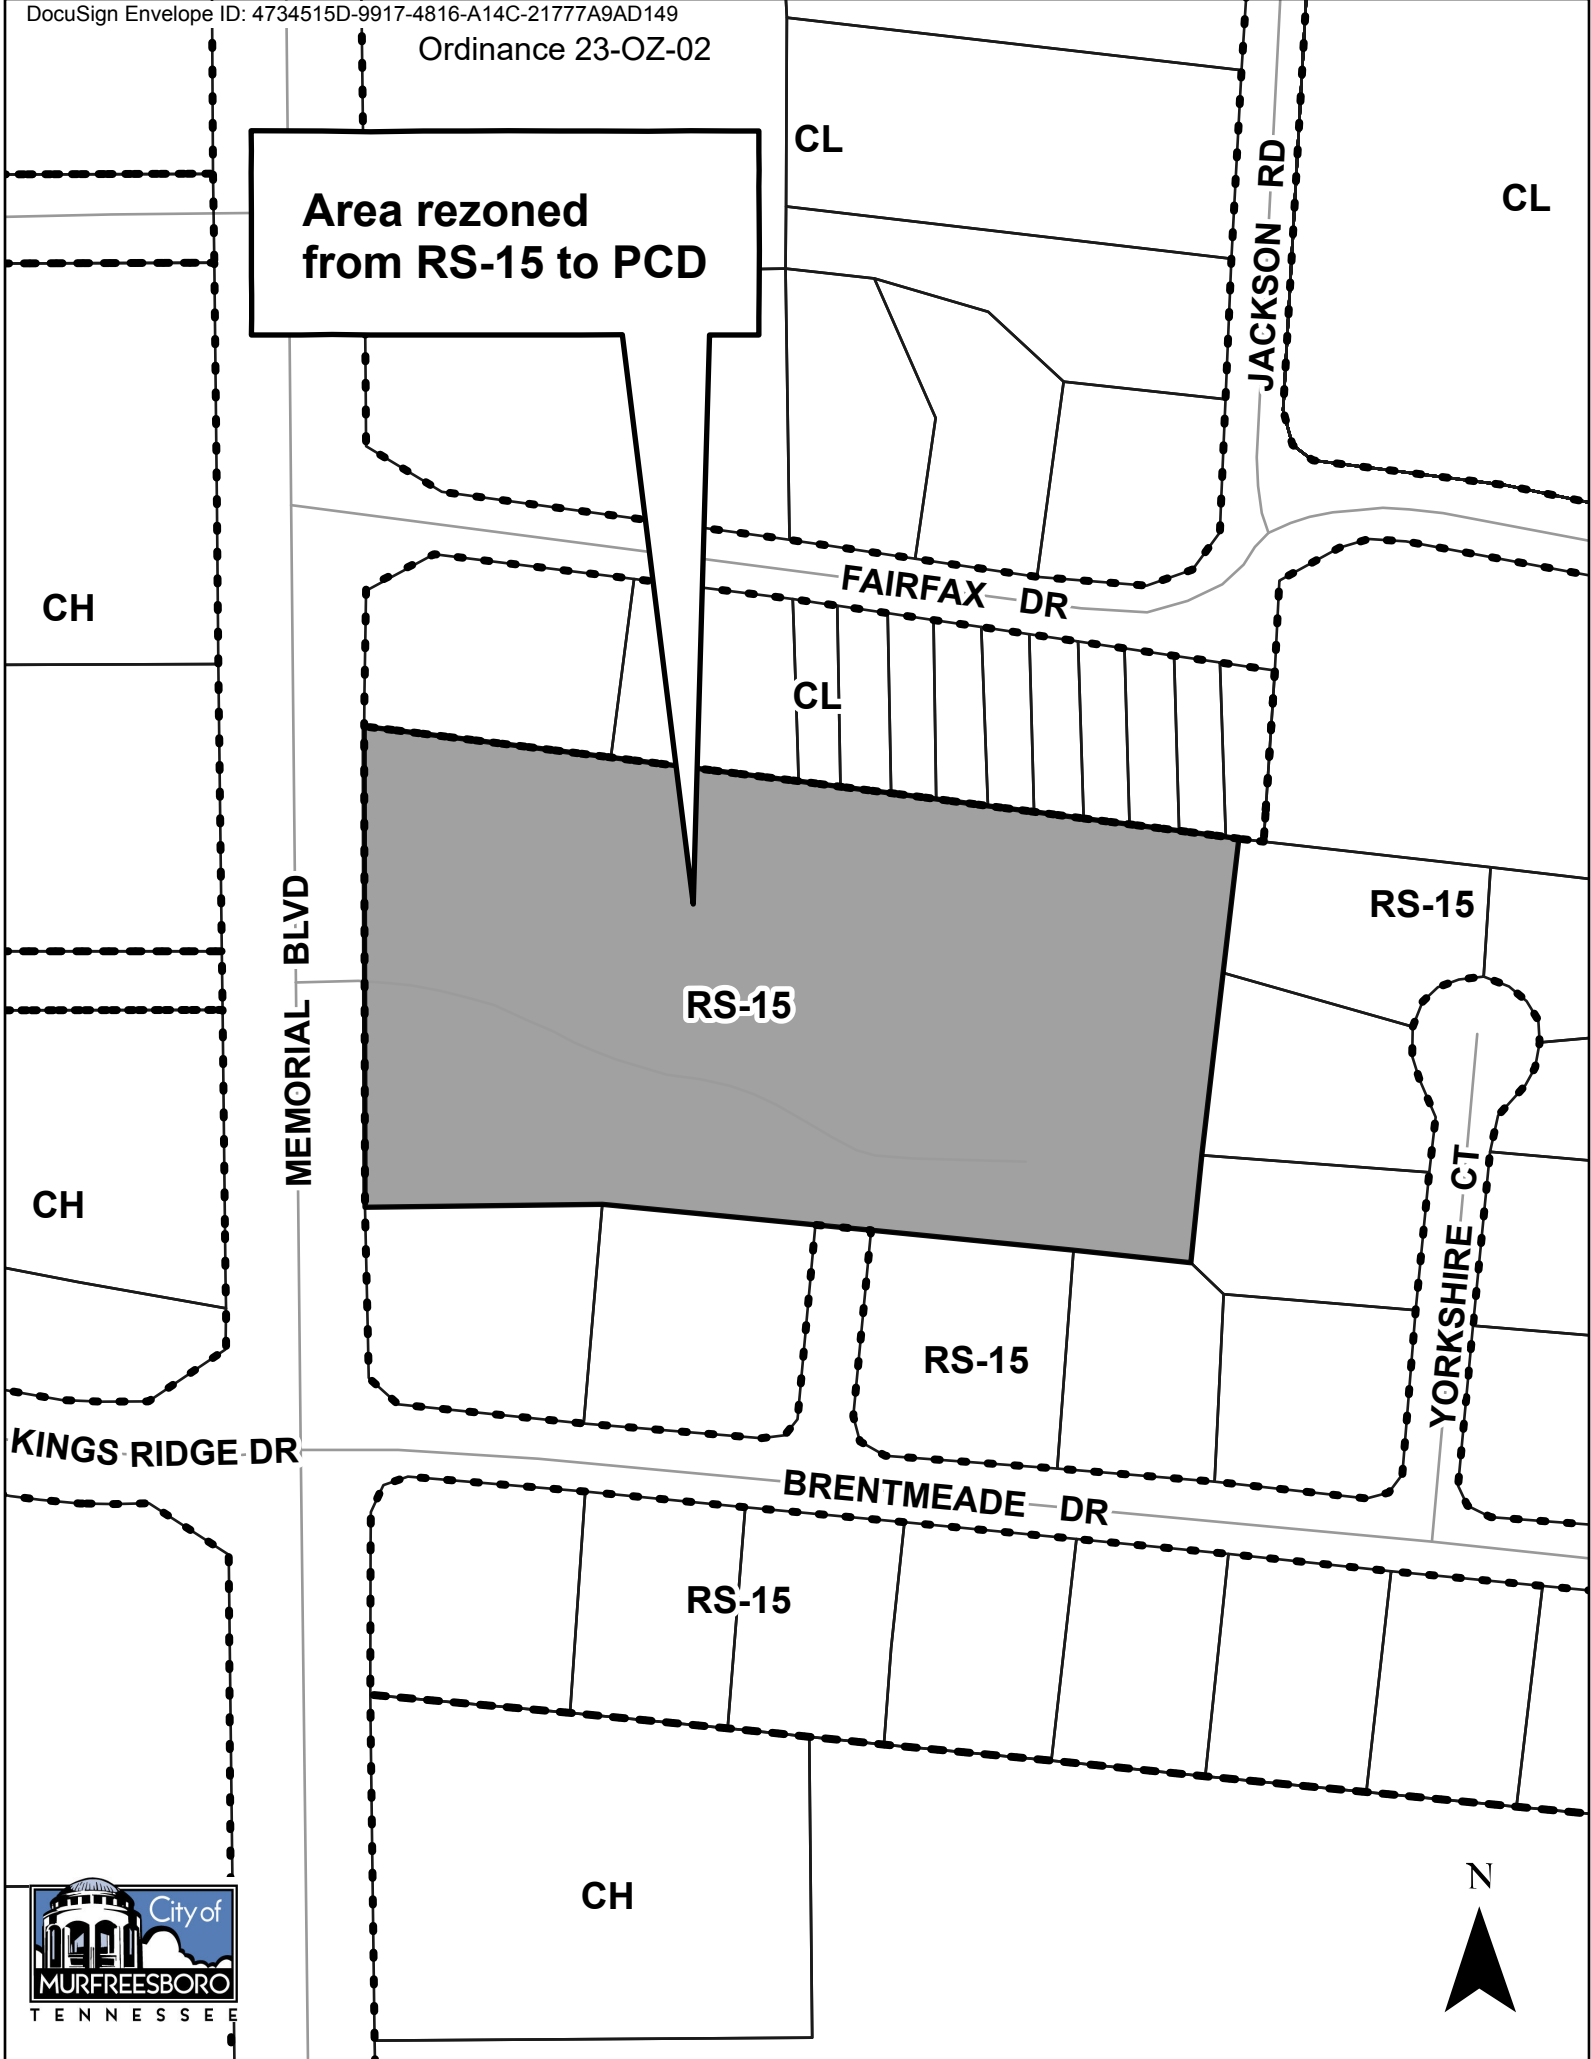 DocuSign Envelope ID: 4734515D-9917-4816-A14C-21777A9AD149
Ordinance 23-OZ-02
CL
JACKSON RD
CL
Area rezoned
from RS-15 to PCD
FAIRFAX DR
CH
CL
RS-15
MEMORIAL BLVD
RS-15
CH
YORKSHIRE CT
RS-15
KINGS RIDGE DR
BRENTMEADE DR
RS-15
CH
N
City of
MURFREESBORO
TENNESSEE